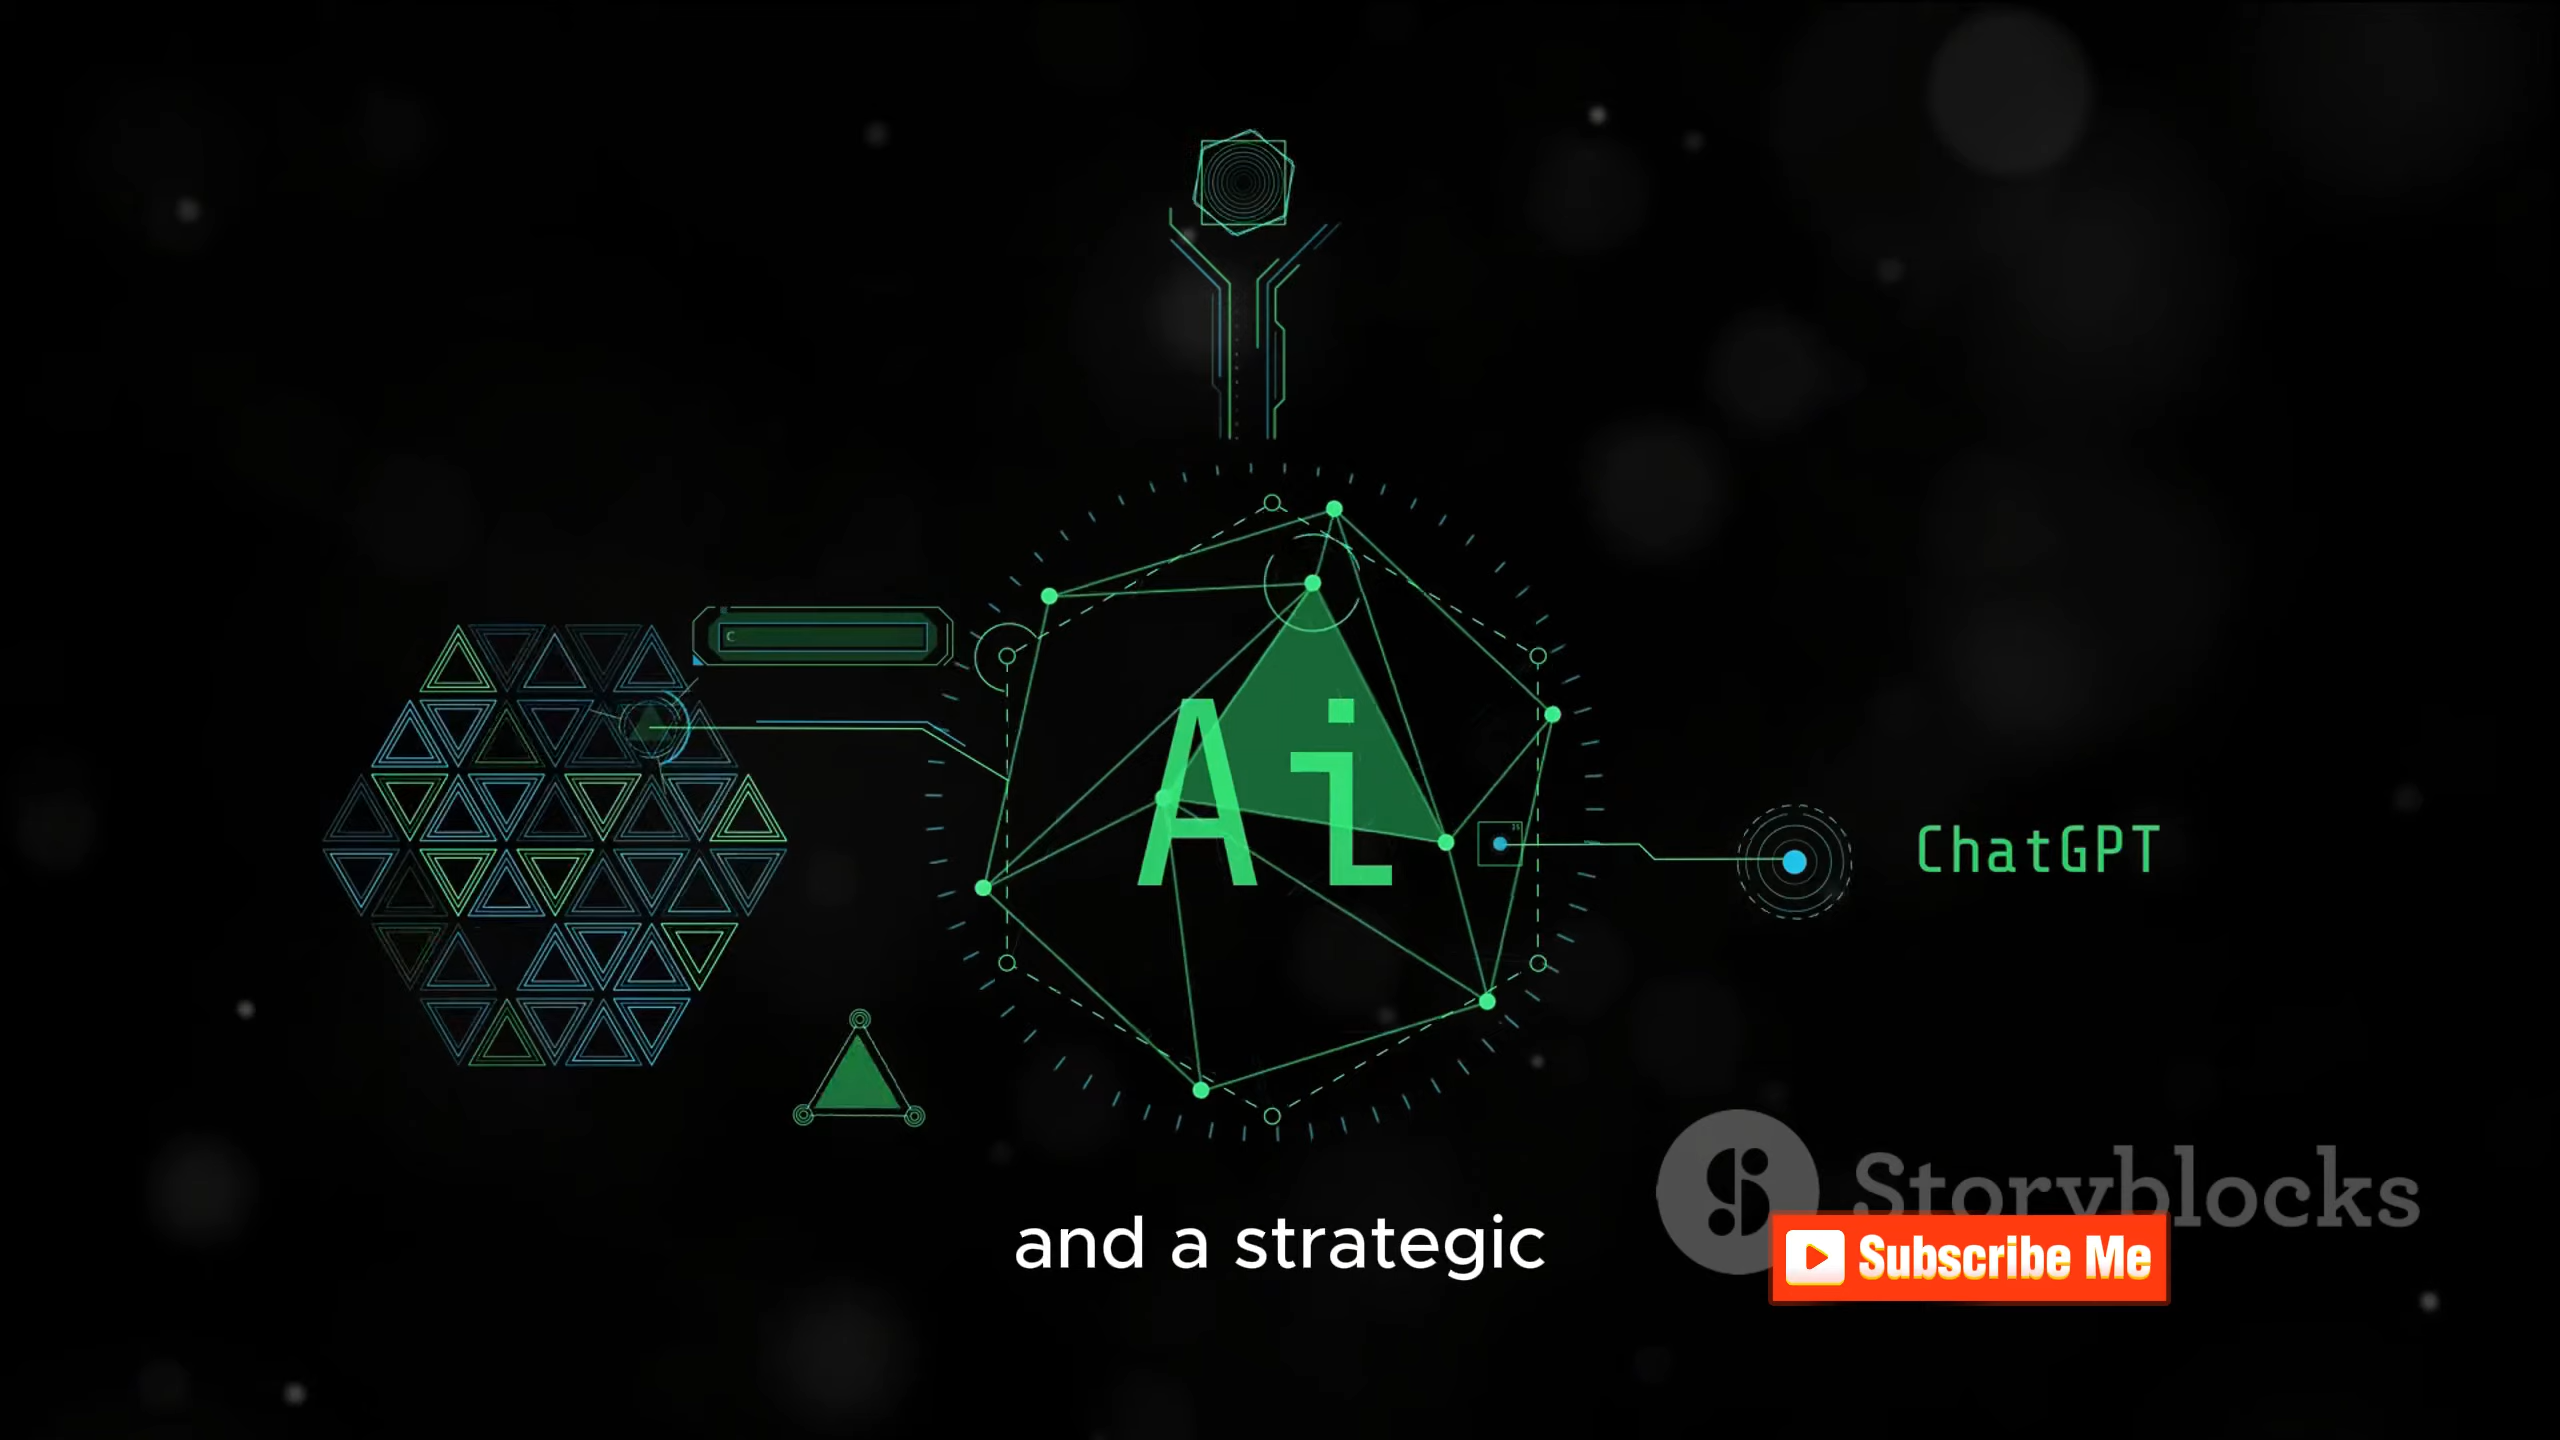 C
Ai
ChatGPT
Storyblocks
and a strategic
Subscribe Me